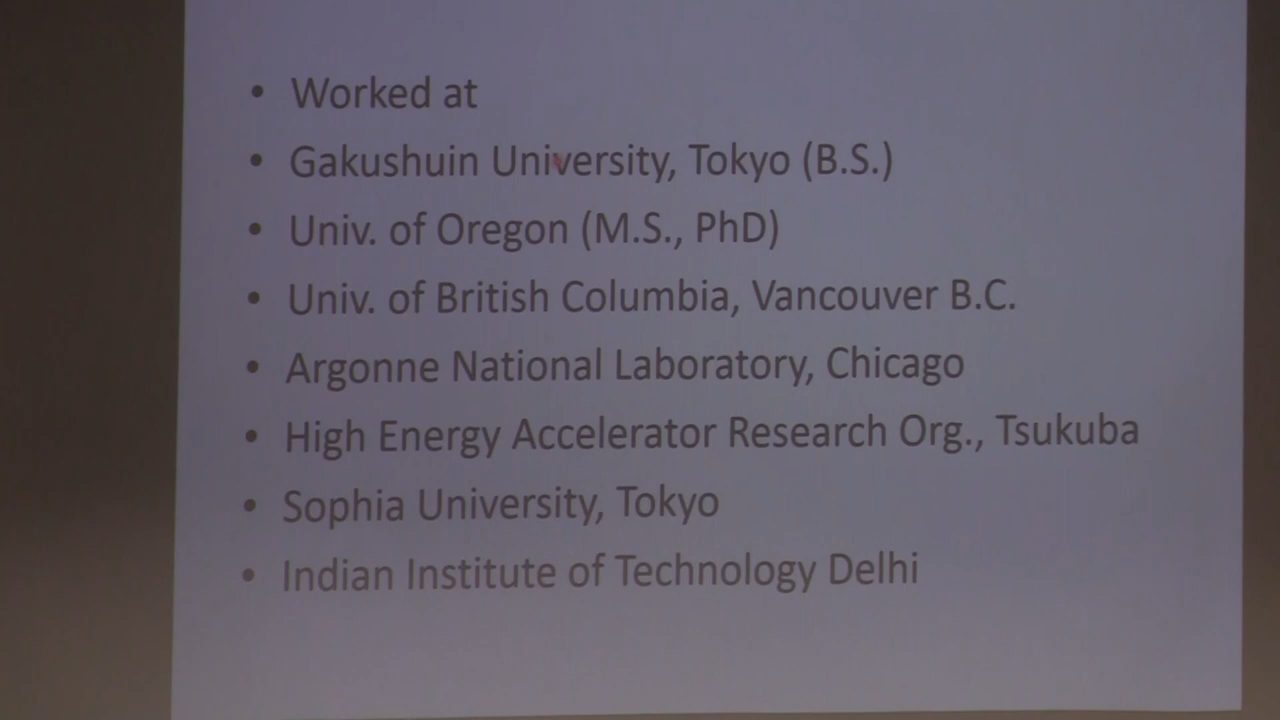 • Worked at
• Gakushuin University, Tokyo (B.S.)
• Univ. of Oregon (M.S., PhD)
• Univ. of British Columbia, Vancouver B.C.
• Argonne National Laboratory, Chicago
• High Energy Accelerator Research Org., Tsukuba
• Sophia University, Tokyo
• Indian Institute of Technology Delhi